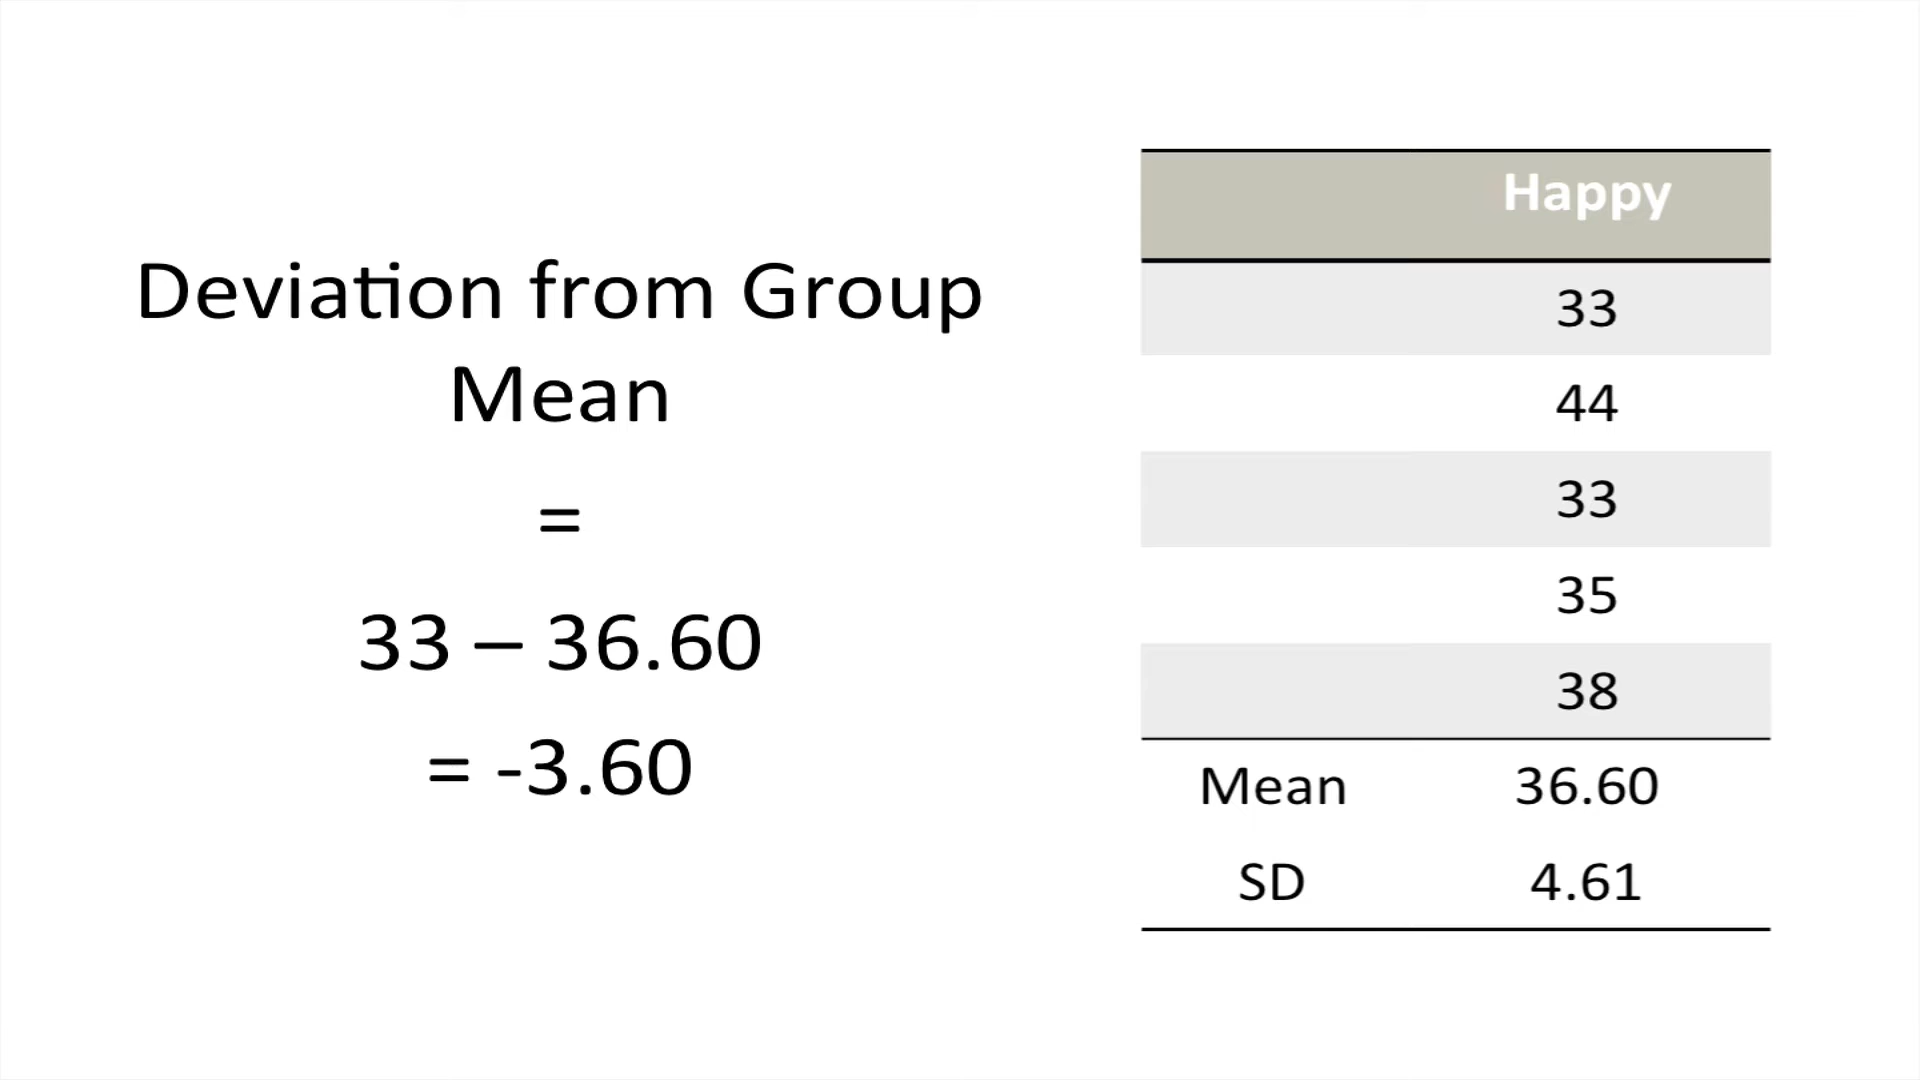 Deviation from Group
Mean
=
33 – 36.60
= -3.60
Happy
33
44
33
35
38
Mean 36.60
SD 4.61